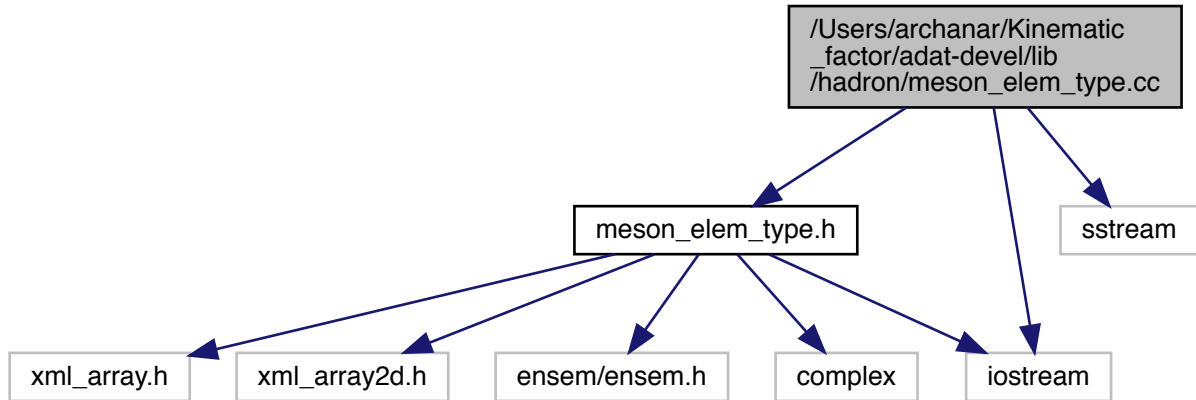 /Users/archanar/Kinematic
_factor/adat-devel/lib
/hadron/meson_elem_type.cc
meson_elem_type.h
sstream
xml_array.h
xml_array2d.h
ensem/ensem.h
complex
iostream